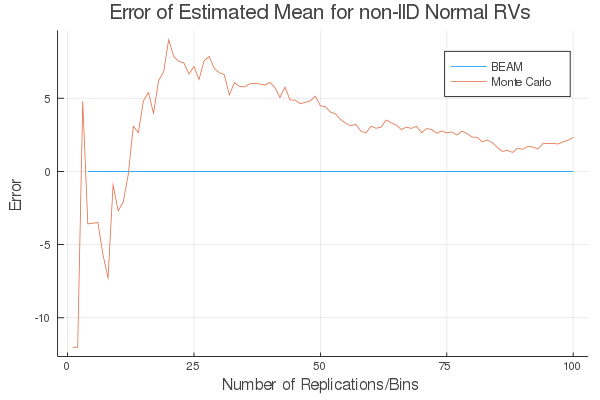 Error of Estimated Mean for non-IID Normal RVs
BEAM
Monte Carlo
5
0
-5
-10
Error
0 25 50 75 100
Number of Replications/Bins